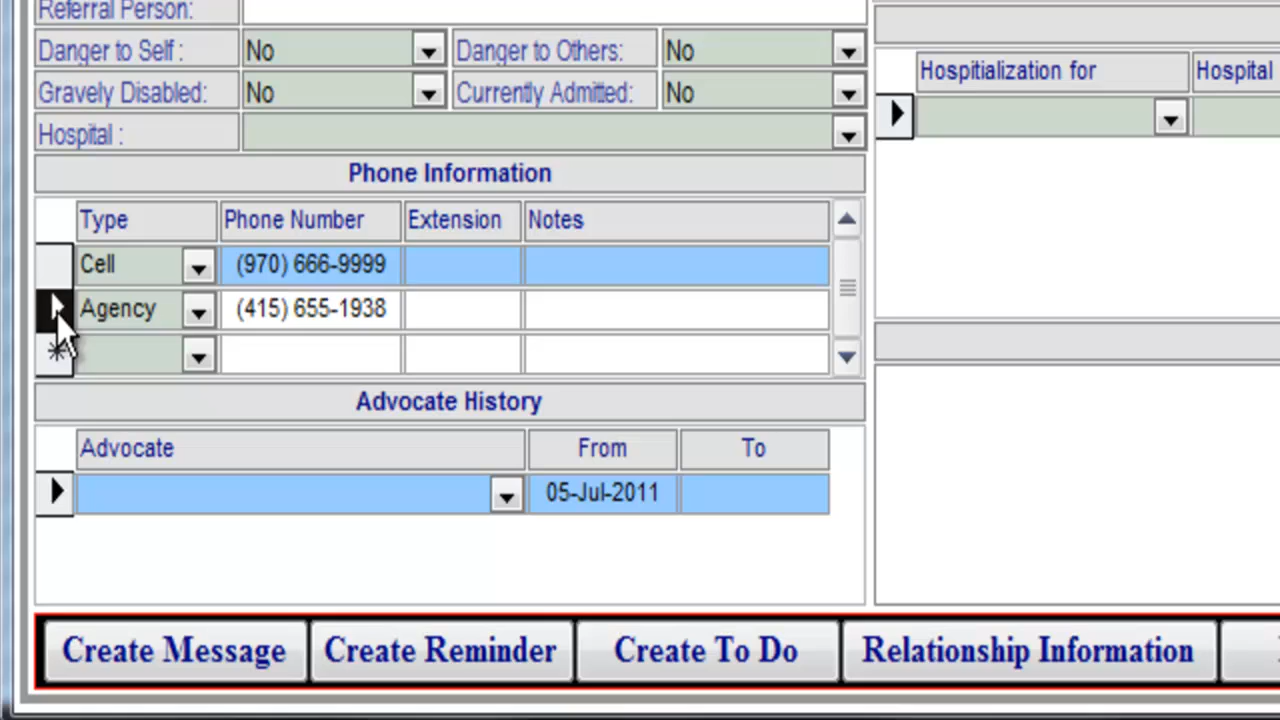 Referral Person:
Danger to Self : No Danger to Others: No
Gravely Disabled: No Currently Admitted: No
Hospital :
Phone Information
Type Phone Number Extension Notes
Cell (970) 666-9999
Agency (415) 655-1938
Advocate History
Advocate From To
05-Jul-2011
Hospitialization for Hospital
Create Message Create Reminder Create To Do Relationship Information